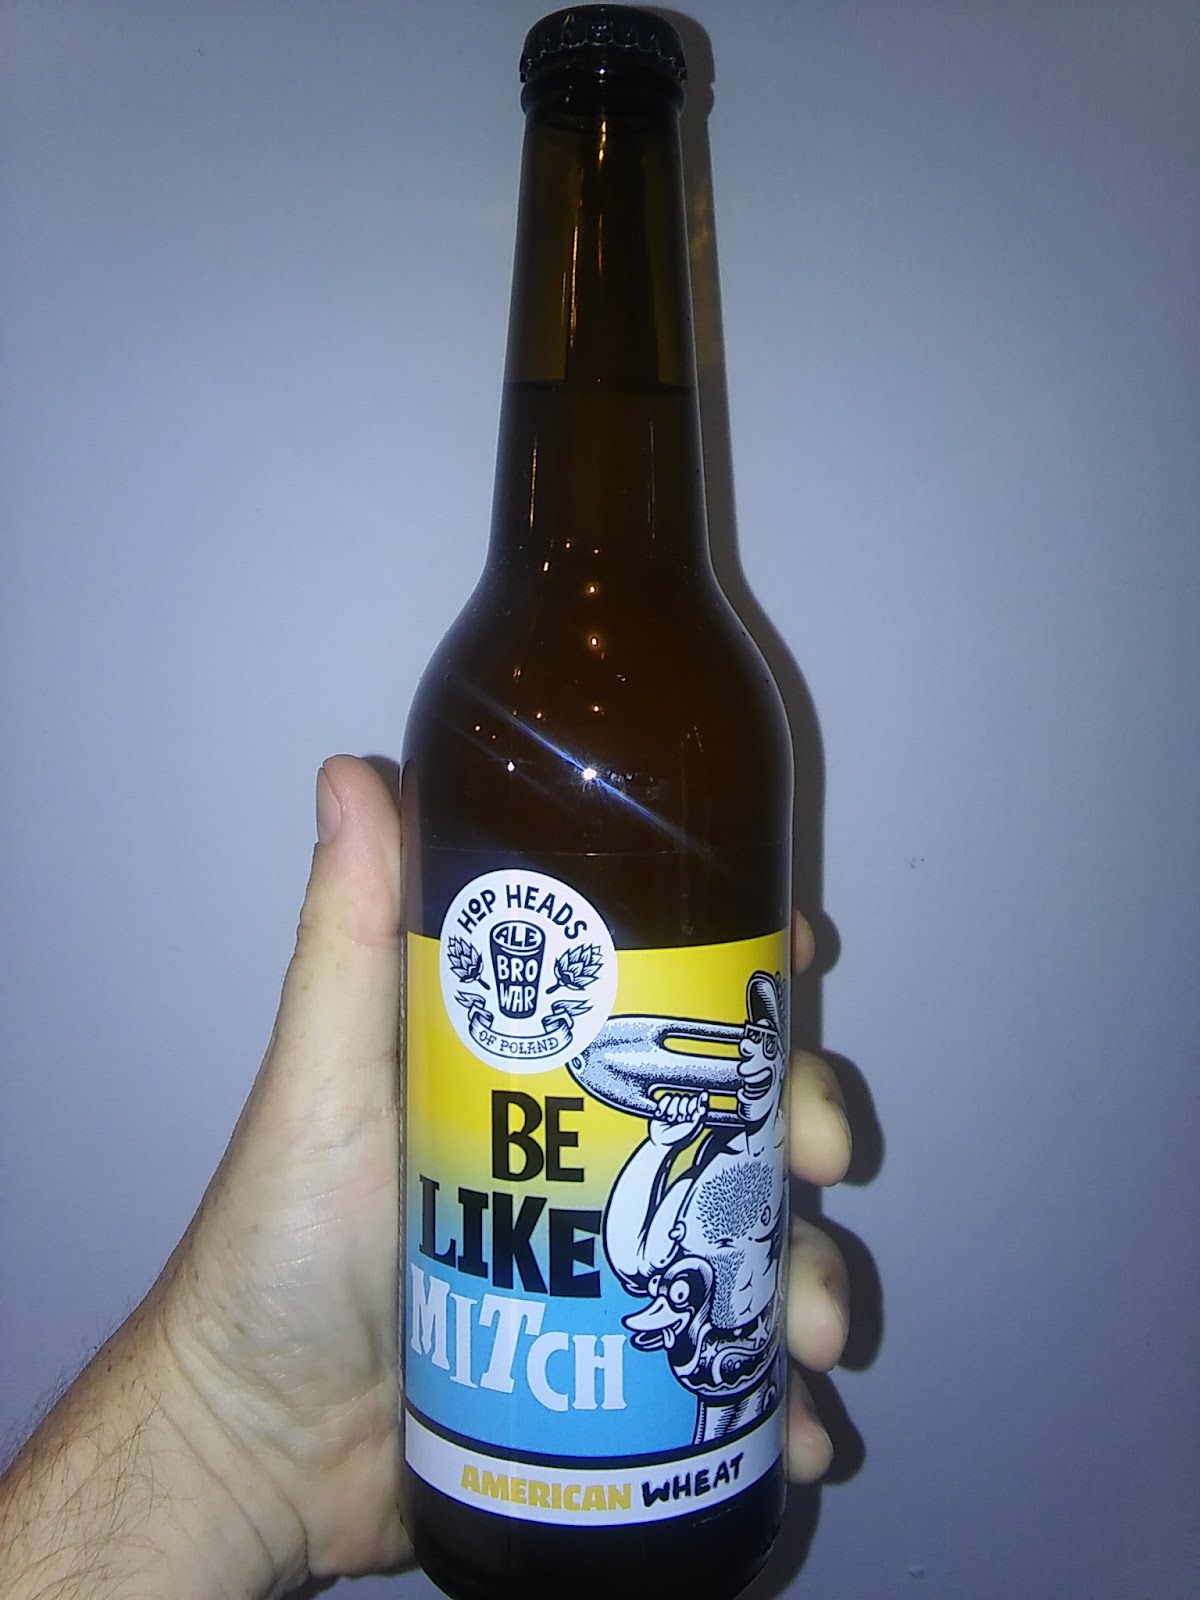 HOP HEADS
ALE
BRO
WAR
OF POLAND
BE
LIKE
MITCH
AMERICAN WHEAT